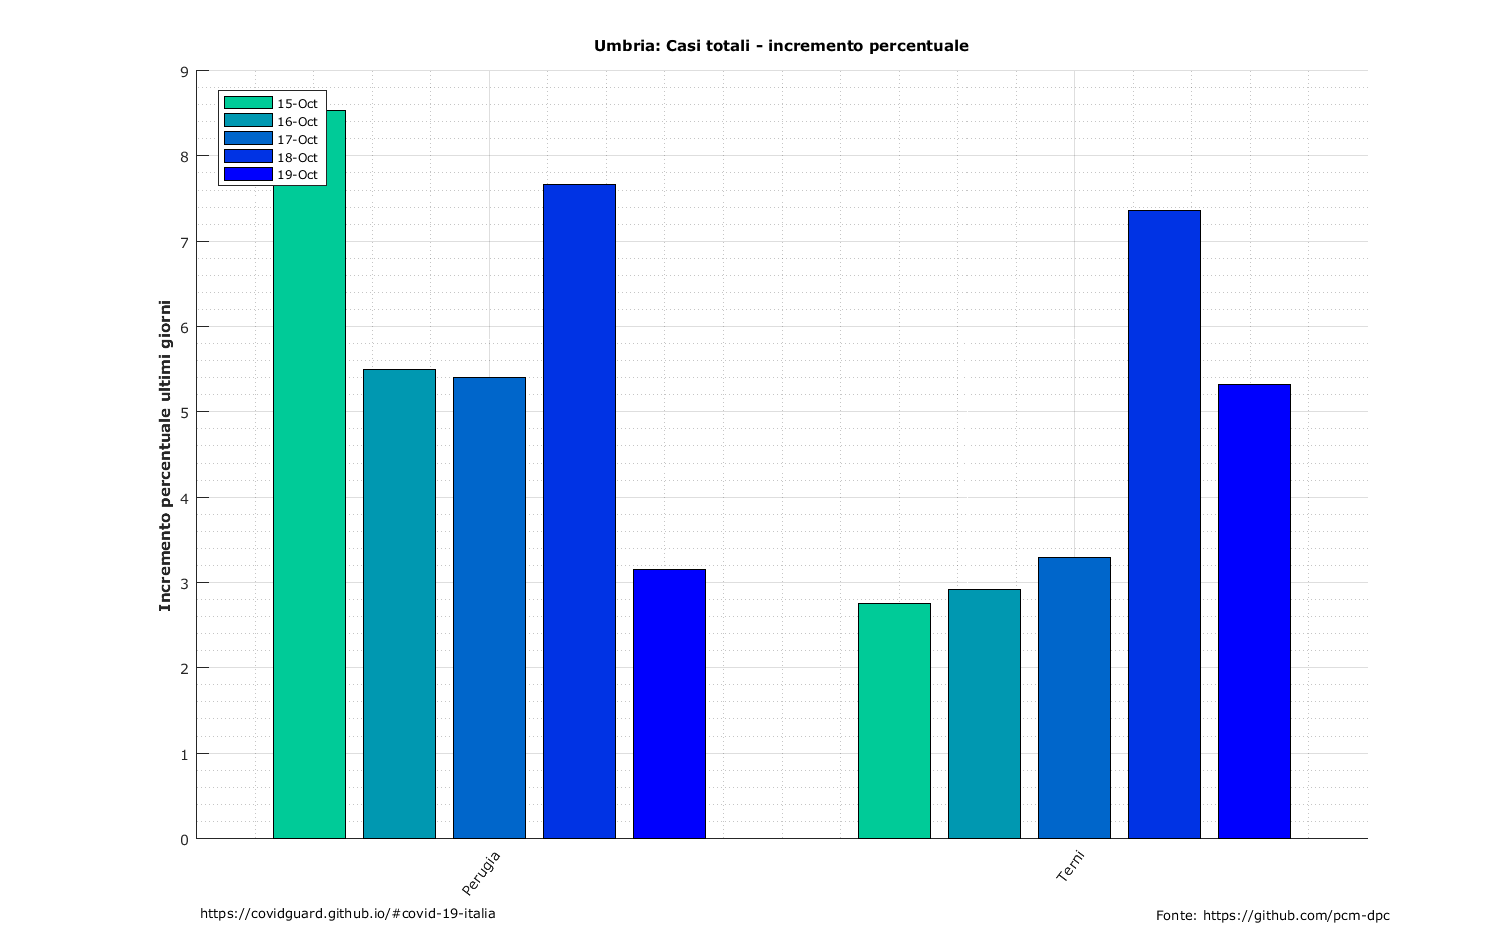 Umbria: Casi totali - incremento percentuale
Incremento percentuale ultimi giorni
9
8
7
6
5
4
3
2
1
0
15-Oct
16-Oct
17-Oct
18-Oct
19-Oct
Perugia
Terni
https://covidguard.github.io/#covid-19-italia
Fonte: https://github.com/pcm-dpc